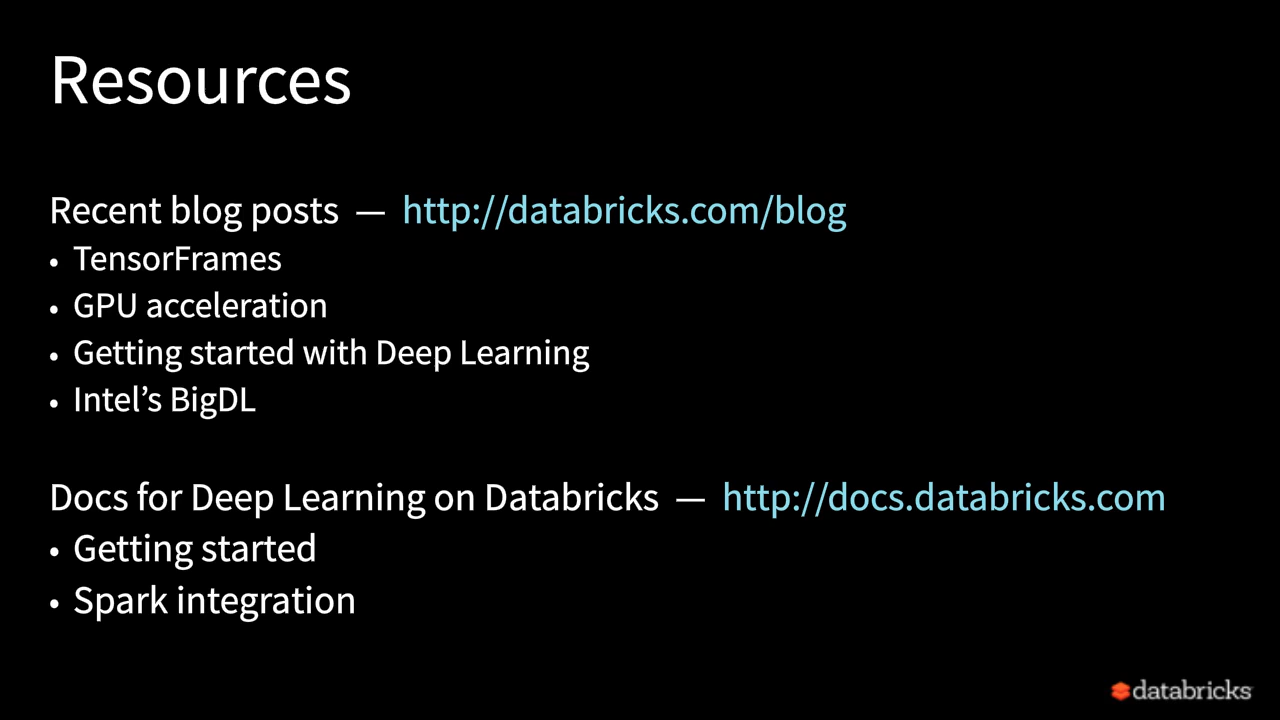 Resources
Recent blog posts — http://databricks.com/blog
• TensorFrames
• GPU acceleration
• Getting started with Deep Learning
• Intel’s BigDL
Docs for Deep Learning on Databricks — http://docs.databricks.com
• Getting started
• Spark integration
databricks